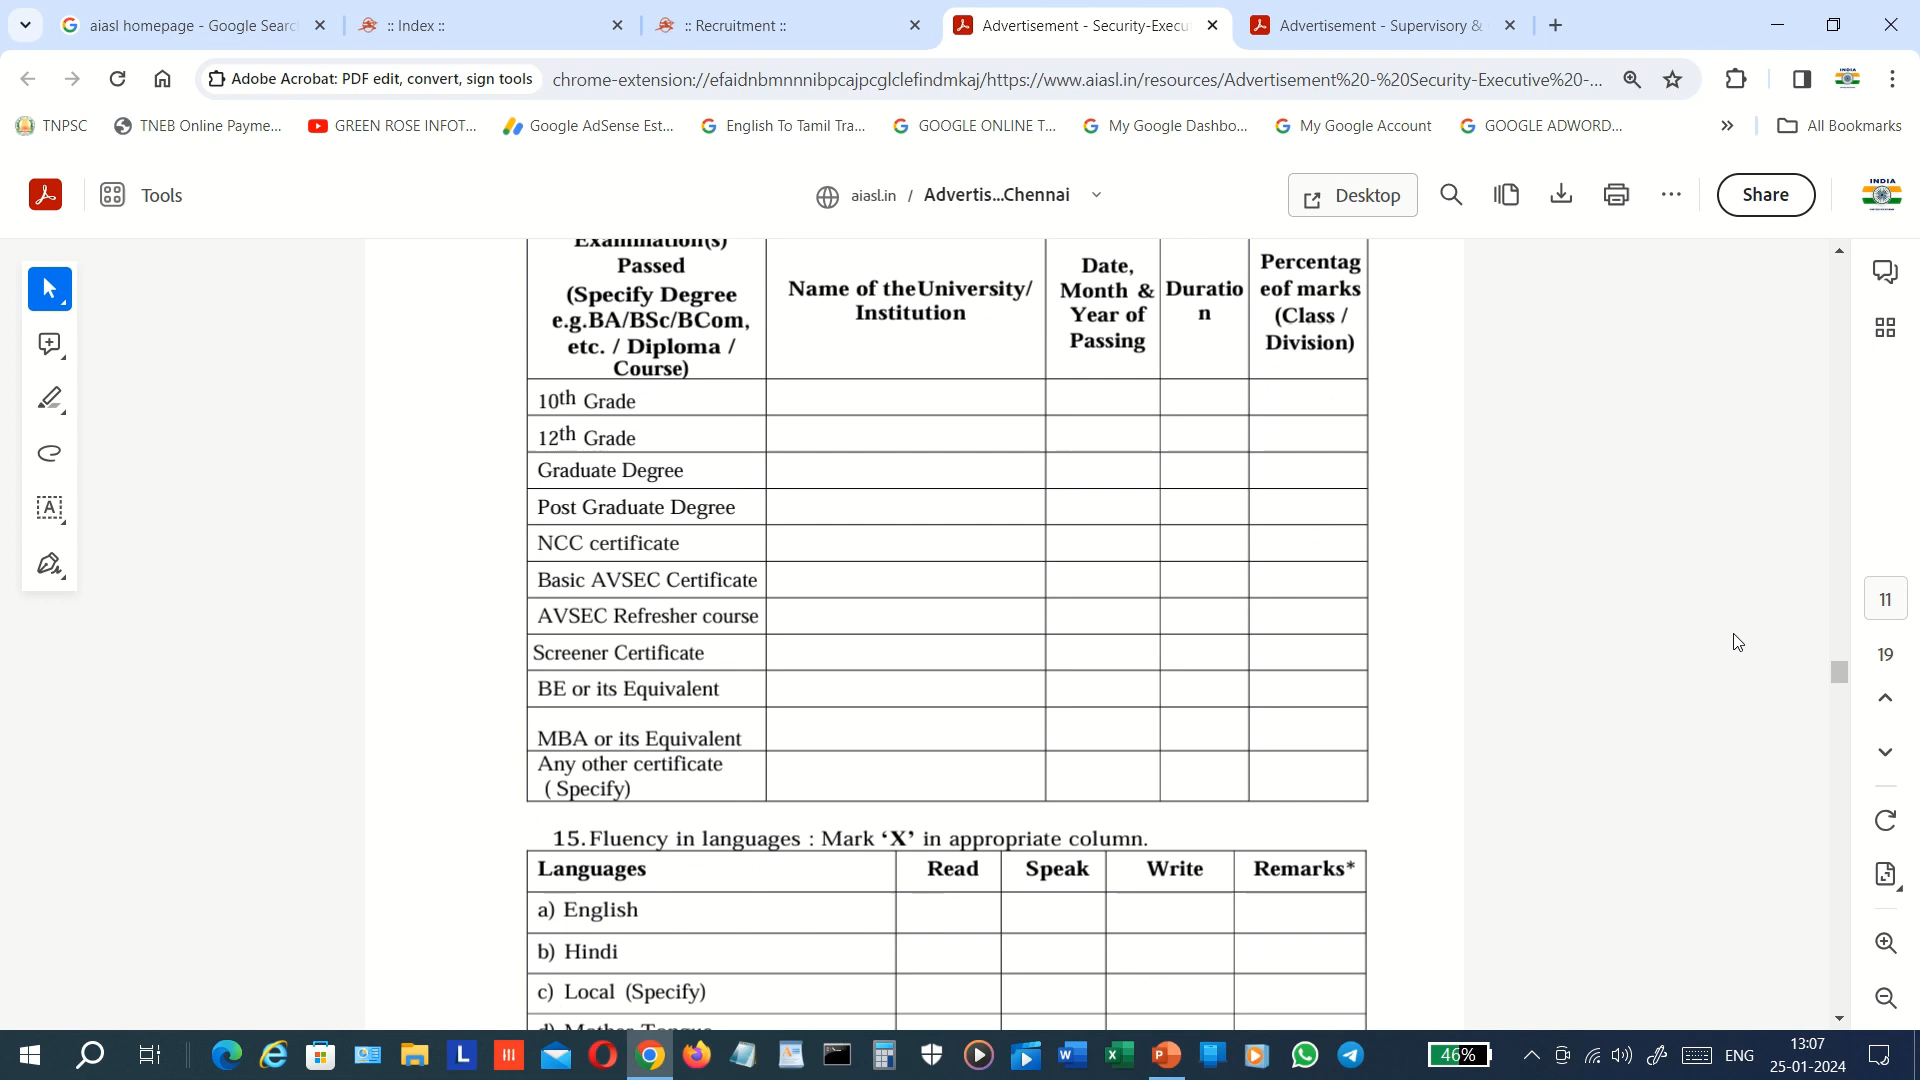 aiasl homepage - Google Searc
:: Index ::
:: Recruitment ::
Advertisement - Security-Execu
Advertisement - Supervisory &
Adobe Acrobat: PDF edit, convert, sign tools
chrome-extension://efaidnbmnnnibpcajpcglclefindmkaj/https://www.aiasl.in/resources/Advertisement%20-%20Security-Executive%20-...
TNPSC
TNEB Online Payme...
GREEN ROSE INFOT...
Google AdSense Est...
English To Tamil Tra...
GOOGLE ONLINE T...
My Google Dashbo...
My Google Account
GOOGLE ADWORD...
All Bookmarks
Tools
aiasl.in / Advertis...Chennai
Desktop
Share
INDIA
Examination(s)
Passed
(Specify Degree
e.g.BA/BSc/BCom,
etc. / Diploma /
Course)
Name of theUniversity/
Institution
Date,
Month &
Year of
Passing
Duratio
n
Percentag
eof marks
(Class /
Division)
10th Grade
12th Grade
Graduate Degree
Post Graduate Degree
NCC certificate
Basic AVSEC Certificate
AVSEC Refresher course
Screener Certificate
BE or its Equivalent
MBA or its Equivalent
Any other certificate
( Specify)
15.Fluency in languages : Mark ‘X’ in appropriate column.
Languages Read Speak Write Remarks*
a) English
b) Hindi
c) Local (Specify)
d) Mother Tongue
11
19
46%
ENG
13:07
25-01-2024